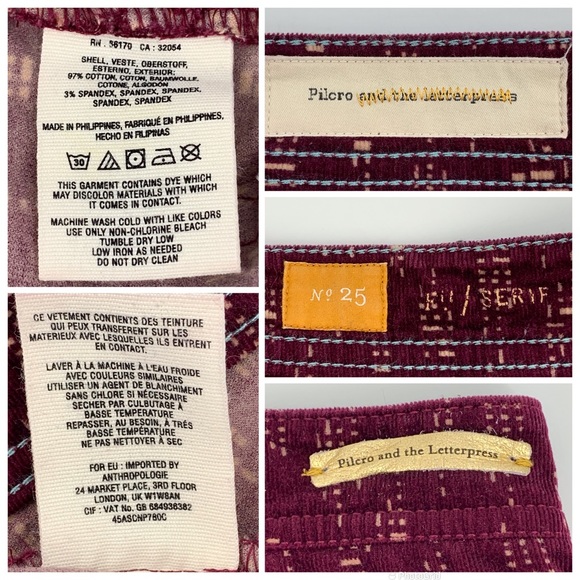 RN : 66170 CA : 32054
SHELL, VESTE, OBERSTOFF,
ESTERNO, EXTERIOR:
97% COTTON, COTON, BAUMWOLLE,
COTONE, ALGODON
3% SPANDEX, SPANDEX, SPANDEX,
SPANDEX, SPANDEX
MADE IN PHILIPPINES, FABRIQUÉ EN PHILIPPINES,
HECHO EN FILIPINAS
30
THIS GARMENT CONTAINS DYE WHICH
MAY DISCOLOR MATERIALS WITH WHICH
IT COMES IN CONTACT.
MACHINE WASH COLD WITH LIKE COLORS
USE ONLY NON-CHLORINE BLEACH
TUMBLE DRY LOW
LOW IRON AS NEEDED
DO NOT DRY CLEAN
CE VETEMENT CONTIENTS DES TEINTURE
QUI PEUX TRANSFERENT SUR LES
MATERIEUX AVEC LESQUELLES ILS ENTRENT
EN CONTACT.
LAVER À LA MACHINE À L'EAU FROIDE
AVEC COULEURS SIMILAIRES
UTILISER UN AGENT DE BLANCHIMENT
SANS CHLORE SI NÉCESSAIRE
SECHER PAR CULBUTAGE À
BASSE TEMPERATURE
REPASSER, AU BESOIN, À TRÈS
BASSE TEMPERATURE
NE PAS NETTOYER À SEC
FOR EU : IMPORTED BY
ANTHROPOLOGIE
24 MARKET PLACE, 3RD FLOOR
LONDON, UK W1W8AN
CIF : VAT No. GB 684936382
45ASCNP780C
Pilcro and the Letterpress
Nº 25
FIT / SERIF
Pilcro and the Letterpress